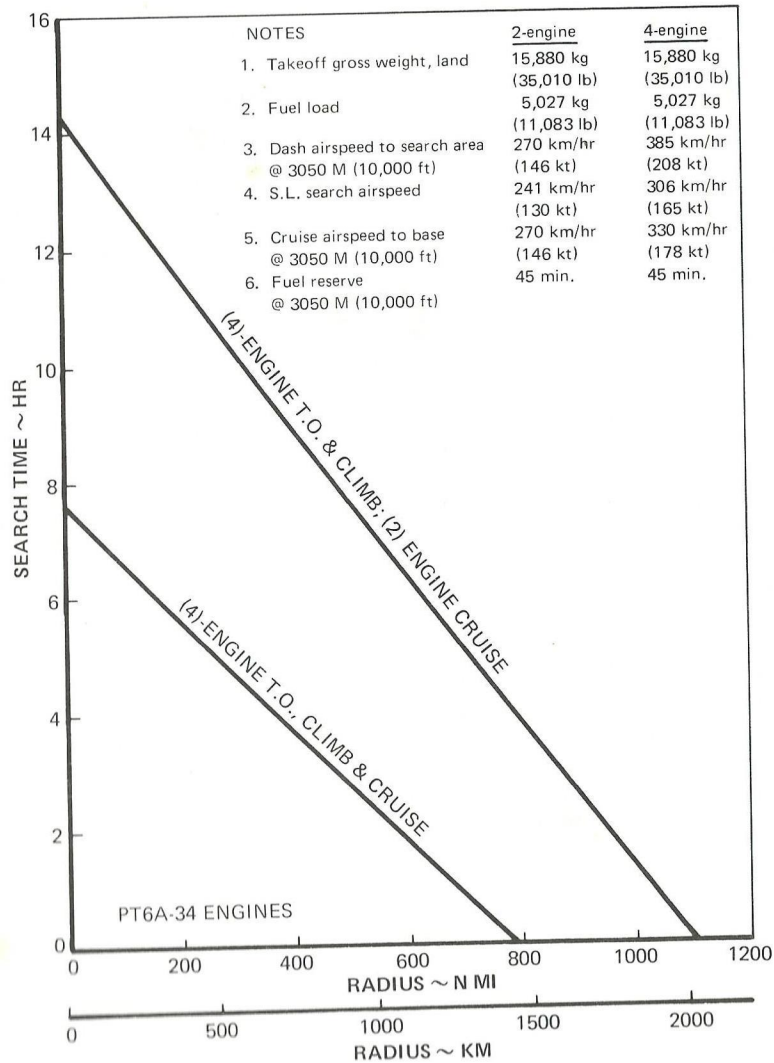 16
14
12
10
8
6
4
2
0
SEARCH TIME ~ HR
NOTES 2-engine 4-engine
1. Takeoff gross weight, land 15,880 kg 15,880 kg
(35,010 lb) (35,010 lb)
2. Fuel load 5,027 kg 5,027 kg
(11,083 lb) (11,083 lb)
3. Dash airspeed to search area 270 km/hr 385 km/hr
@ 3050 M (10,000 ft) (146 kt) (208 kt)
4. S.L. search airspeed 241 km/hr 306 km/hr
(130 kt) (165 kt)
5. Cruise airspeed to base 270 km/hr 330 km/hr
@ 3050 M (10,000 ft) (146 kt) (178 kt)
6. Fuel reserve 45 min. 45 min.
@ 3050 M (10,000 ft)
(4)-ENGINE T.O. & CLIMB; (2) ENGINE CRUISE
(4)-ENGINE T.O., CLIMB & CRUISE
PT6A-34 ENGINES
0 200 400 600 800 1000 1200
RADIUS ~ N MI
0 500 1000 1500 2000
RADIUS ~ KM